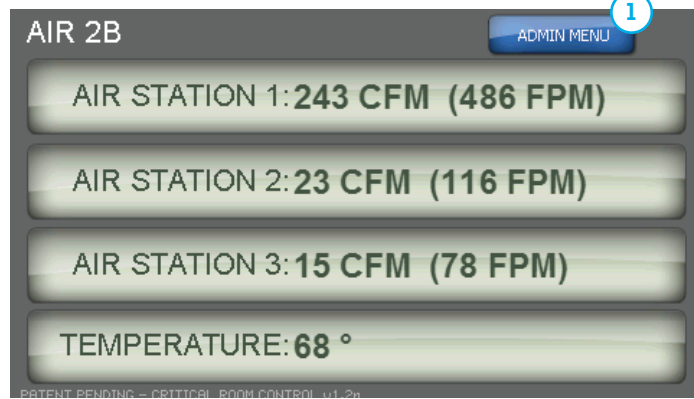 1
AIR 2B
ADMIN MENU
AIR STATION 1: 243 CFM (486 FPM)
AIR STATION 2: 23 CFM (116 FPM)
AIR STATION 3: 15 CFM (78 FPM)
TEMPERATURE: 68 °
PATENT PENDING - CRITICAL ROOM CONTROL v1.2n